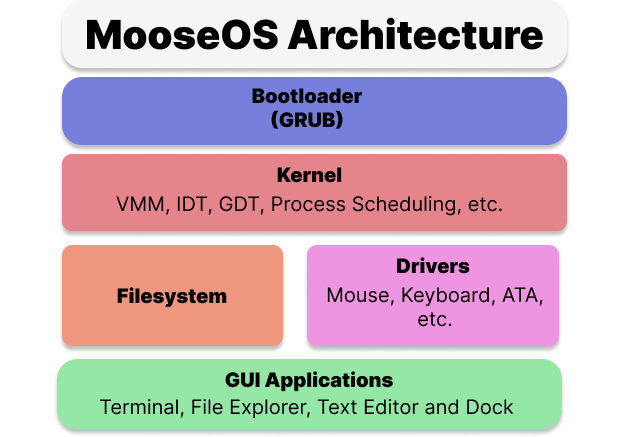 MooseOS Architecture
Bootloader
(GRUB)
Kernel
VMM, IDT, GDT, Process Scheduling, etc.
Filesystem
Drivers
Mouse, Keyboard, ATA,
etc.
GUI Applications
Terminal, File Explorer, Text Editor and Dock